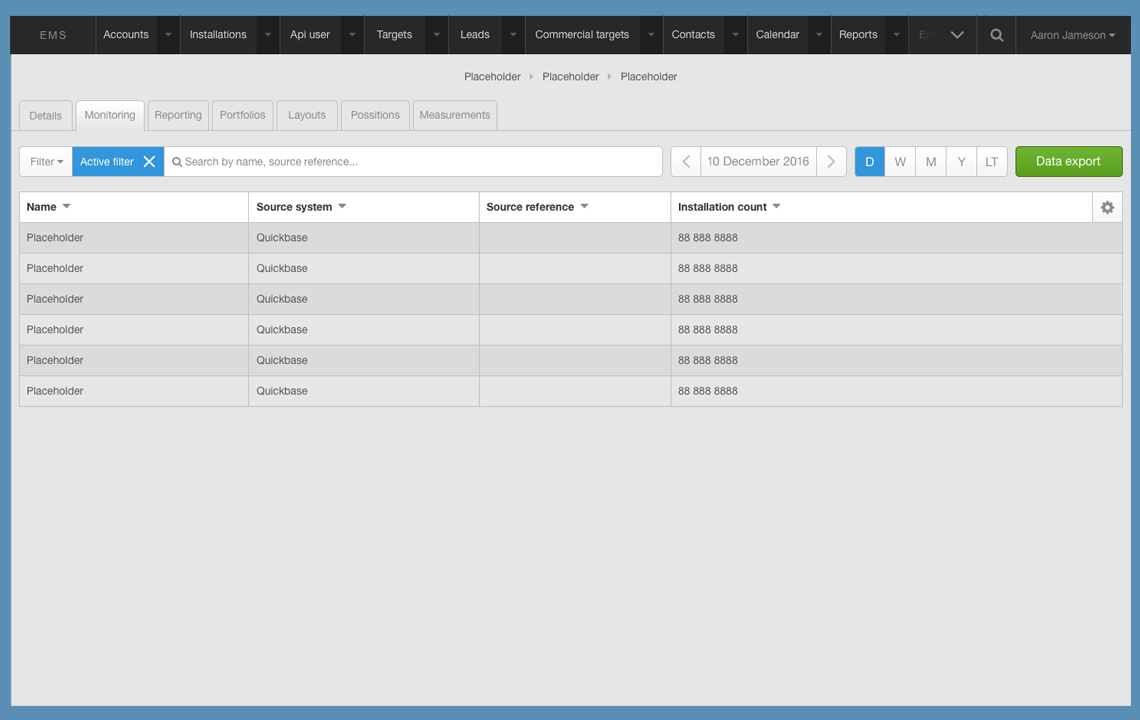 EMS Accounts Installations Api user Targets Leads Commercial targets Contacts Calendar Reports Aaron Jameson
Placeholder Placeholder Placeholder
Details Monitoring Reporting Portfolios Layouts Possitions Measurements
Filter Active filter Search by name, source reference... 10 December 2016 D W M Y LT Data export
Name Source system Source reference Installation count
Placeholder Quickbase 88 888 8888
Placeholder Quickbase 88 888 8888
Placeholder Quickbase 88 888 8888
Placeholder Quickbase 88 888 8888
Placeholder Quickbase 88 888 8888
Placeholder Quickbase 88 888 8888